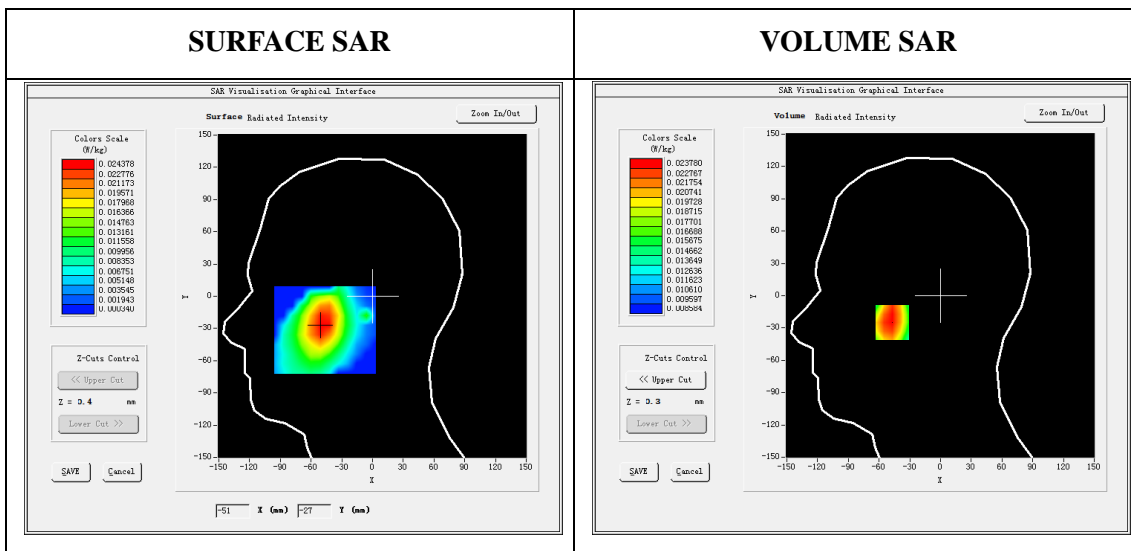 SURFACE SAR
VOLUME SAR
SAR Visualisation Graphical Interface
Surface Radiated Intensity
Zoom In/Out
Colors Scale
(W/kg)
0.024378
0.022776
0.021173
0.019571
0.017968
0.016366
0.014763
0.013161
0.011558
0.009956
0.008353
0.006751
0.005148
0.003545
0.001943
0.000340
Z-Cuts Control
<< Upper Cut
Z = 0.4 mm
Lower Cut >>
SAVE Cancel
150
120
90
60
30
0
-30
-60
-90
-120
-150
Y
-150 -120 -90 -60 -30 0 30 60 90 120 150
X
-51 X (mm) -27 Y (mm)
SAR Visualisation Graphical Interface
Volume Radiated Intensity
Zoom In/Out
Colors Scale
(W/kg)
0.023780
0.022767
0.021754
0.020741
0.019728
0.018715
0.017701
0.016688
0.015675
0.014662
0.013649
0.012636
0.011623
0.010610
0.009597
0.008584
Z-Cuts Control
<< Upper Cut
Z = 0.3 mm
Lower Cut >>
SAVE Cancel
150
120
90
60
30
0
-30
-60
-90
-120
-150
Y
-150 -120 -90 -60 -30 0 30 60 90 120 150
X